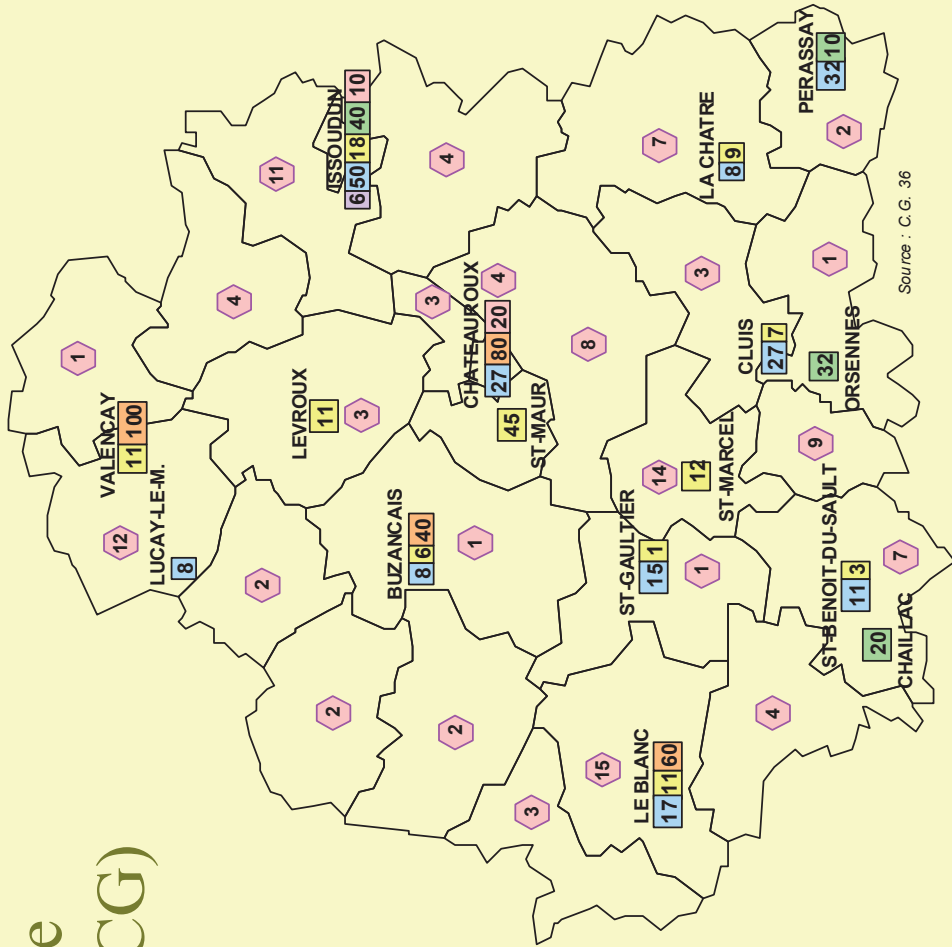 e
CG)
1
VALENCAY
11 100
12
LUCAY-LE-M.
8
4
11
ISSOUDUN
6 50 18 40 10
4
2
LEVROUX
11
3
3
4
CHATEAUROUX
27 80 20
45
ST-MAUR
8
BUZANCAIS
8 6 40
1
2
2
3
15
LE BLANC
17 11 60
ST-GAULTIER
15 1
1
14
12
ST-MARCEL
3
7
LA CHATRE
8 9
PERASSAY
32 10
2
1
CLUIS
27 7
32
ORSENNES
9
ST-BENOIT-DU-SAULT
11 3
7
20
CHAILLAC
4
Source : C.G. 36